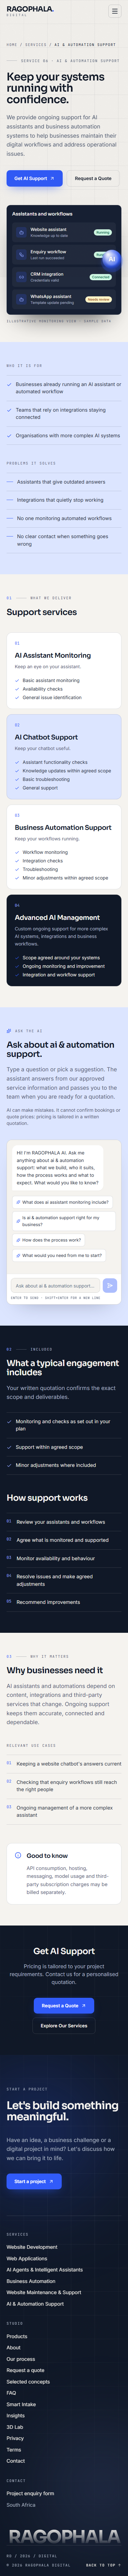 RAGOPHALA.
DIGITAL
HOME / SERVICES / AI & AUTOMATION SUPPORT
SERVICE 06 · AI & AUTOMATION SUPPORT
Keep your systems
running with
confidence.
We provide ongoing support for AI
assistants and business automation
systems to help businesses maintain their
digital workflows and address operational
issues.
Get AI Support
Request a Quote
Assistants and workflows
Website assistant
Knowledge up to date
Running
Enquiry workflow
Last run successful
AI
CRM integration
Credentials valid
Connected
WhatsApp assistant
Template update pending
Needs review
ILLUSTRATIVE MONITORING VIEW · SAMPLE DATA
WHO IT IS FOR
Businesses already running an AI assistant or
automated workflow
Teams that rely on integrations staying
connected
Organisations with more complex AI systems
PROBLEMS IT SOLVES
Assistants that give outdated answers
Integrations that quietly stop working
No one monitoring automated workflows
No clear contact when something goes
wrong
01 WHAT WE DELIVER
Support services
01
AI Assistant Monitoring
Keep an eye on your assistant.
Basic assistant monitoring
Availability checks
General issue identification
02
AI Chatbot Support
Keep your chatbot useful.
Assistant functionality checks
Knowledge updates within agreed scope
Basic troubleshooting
General support
03
Business Automation Support
Keep your workflows running.
Workflow monitoring
Integration checks
Troubleshooting
Minor adjustments within agreed scope
04
Advanced AI Management
Custom ongoing support for more complex
AI systems, integrations and business
workflows.
Scope agreed around your systems
Ongoing monitoring and improvement
Integration and workflow support
ASK THE AI
Ask about ai & automation
support.
Type a question or pick a suggestion. The
assistant answers from our approved
service information and passes you to the
team when you are ready for a quote.
AI can make mistakes. It cannot confirm bookings or
quote prices: pricing is tailored in a written
quotation.
Hi! I'm RAGOPHALA AI. Ask me
anything about ai & automation
support: what we build, who it suits,
how the process works and what to
expect. What would you like to know?
What does ai assistant monitoring include?
Is ai & automation support right for my
business?
How does the process work?
What would you need from me to start?
Ask about ai & automation support...
ENTER TO SEND · SHIFT+ENTER FOR A NEW LINE
02 INCLUDED
What a typical engagement
includes
Your written quotation confirms the exact
scope and deliverables.
Monitoring and checks as set out in your
plan
Support within agreed scope
Minor adjustments where included
How support works
01 Review your assistants and workflows
02 Agree what is monitored and supported
03 Monitor availability and behaviour
04 Resolve issues and make agreed
adjustments
05 Recommend improvements
03 WHY IT MATTERS
Why businesses need it
AI assistants and automations depend on
content, integrations and third-party
services that change. Ongoing support
keeps them accurate, connected and
dependable.
RELEVANT USE CASES
01 Keeping a website chatbot's answers current
02 Checking that enquiry workflows still reach
the right people
03 Ongoing management of a more complex
assistant
Good to know
API consumption, hosting,
messaging, model usage and third-
party subscription charges may be
billed separately.
Get AI Support
Pricing is tailored to your project
requirements. Contact us for a personalised
quotation.
Request a Quote
Explore Our Services
START A PROJECT
Let's build something
meaningful.
Have an idea, a business challenge or a
digital project in mind? Let's discuss how
we can bring it to life.
Start a project
SERVICES
Website Development
Web Applications
AI Agents & Intelligent Assistants
Business Automation
Website Maintenance & Support
AI & Automation Support
STUDIO
Products
About
Our process
Request a quote
Selected concepts
FAQ
Smart Intake
Insights
3D Lab
Privacy
Terms
Contact
CONTACT
Project enquiry form
South Africa
RAGOPHALA
© 2026 RAGOPHALA DIGITAL
BACK TO TOP